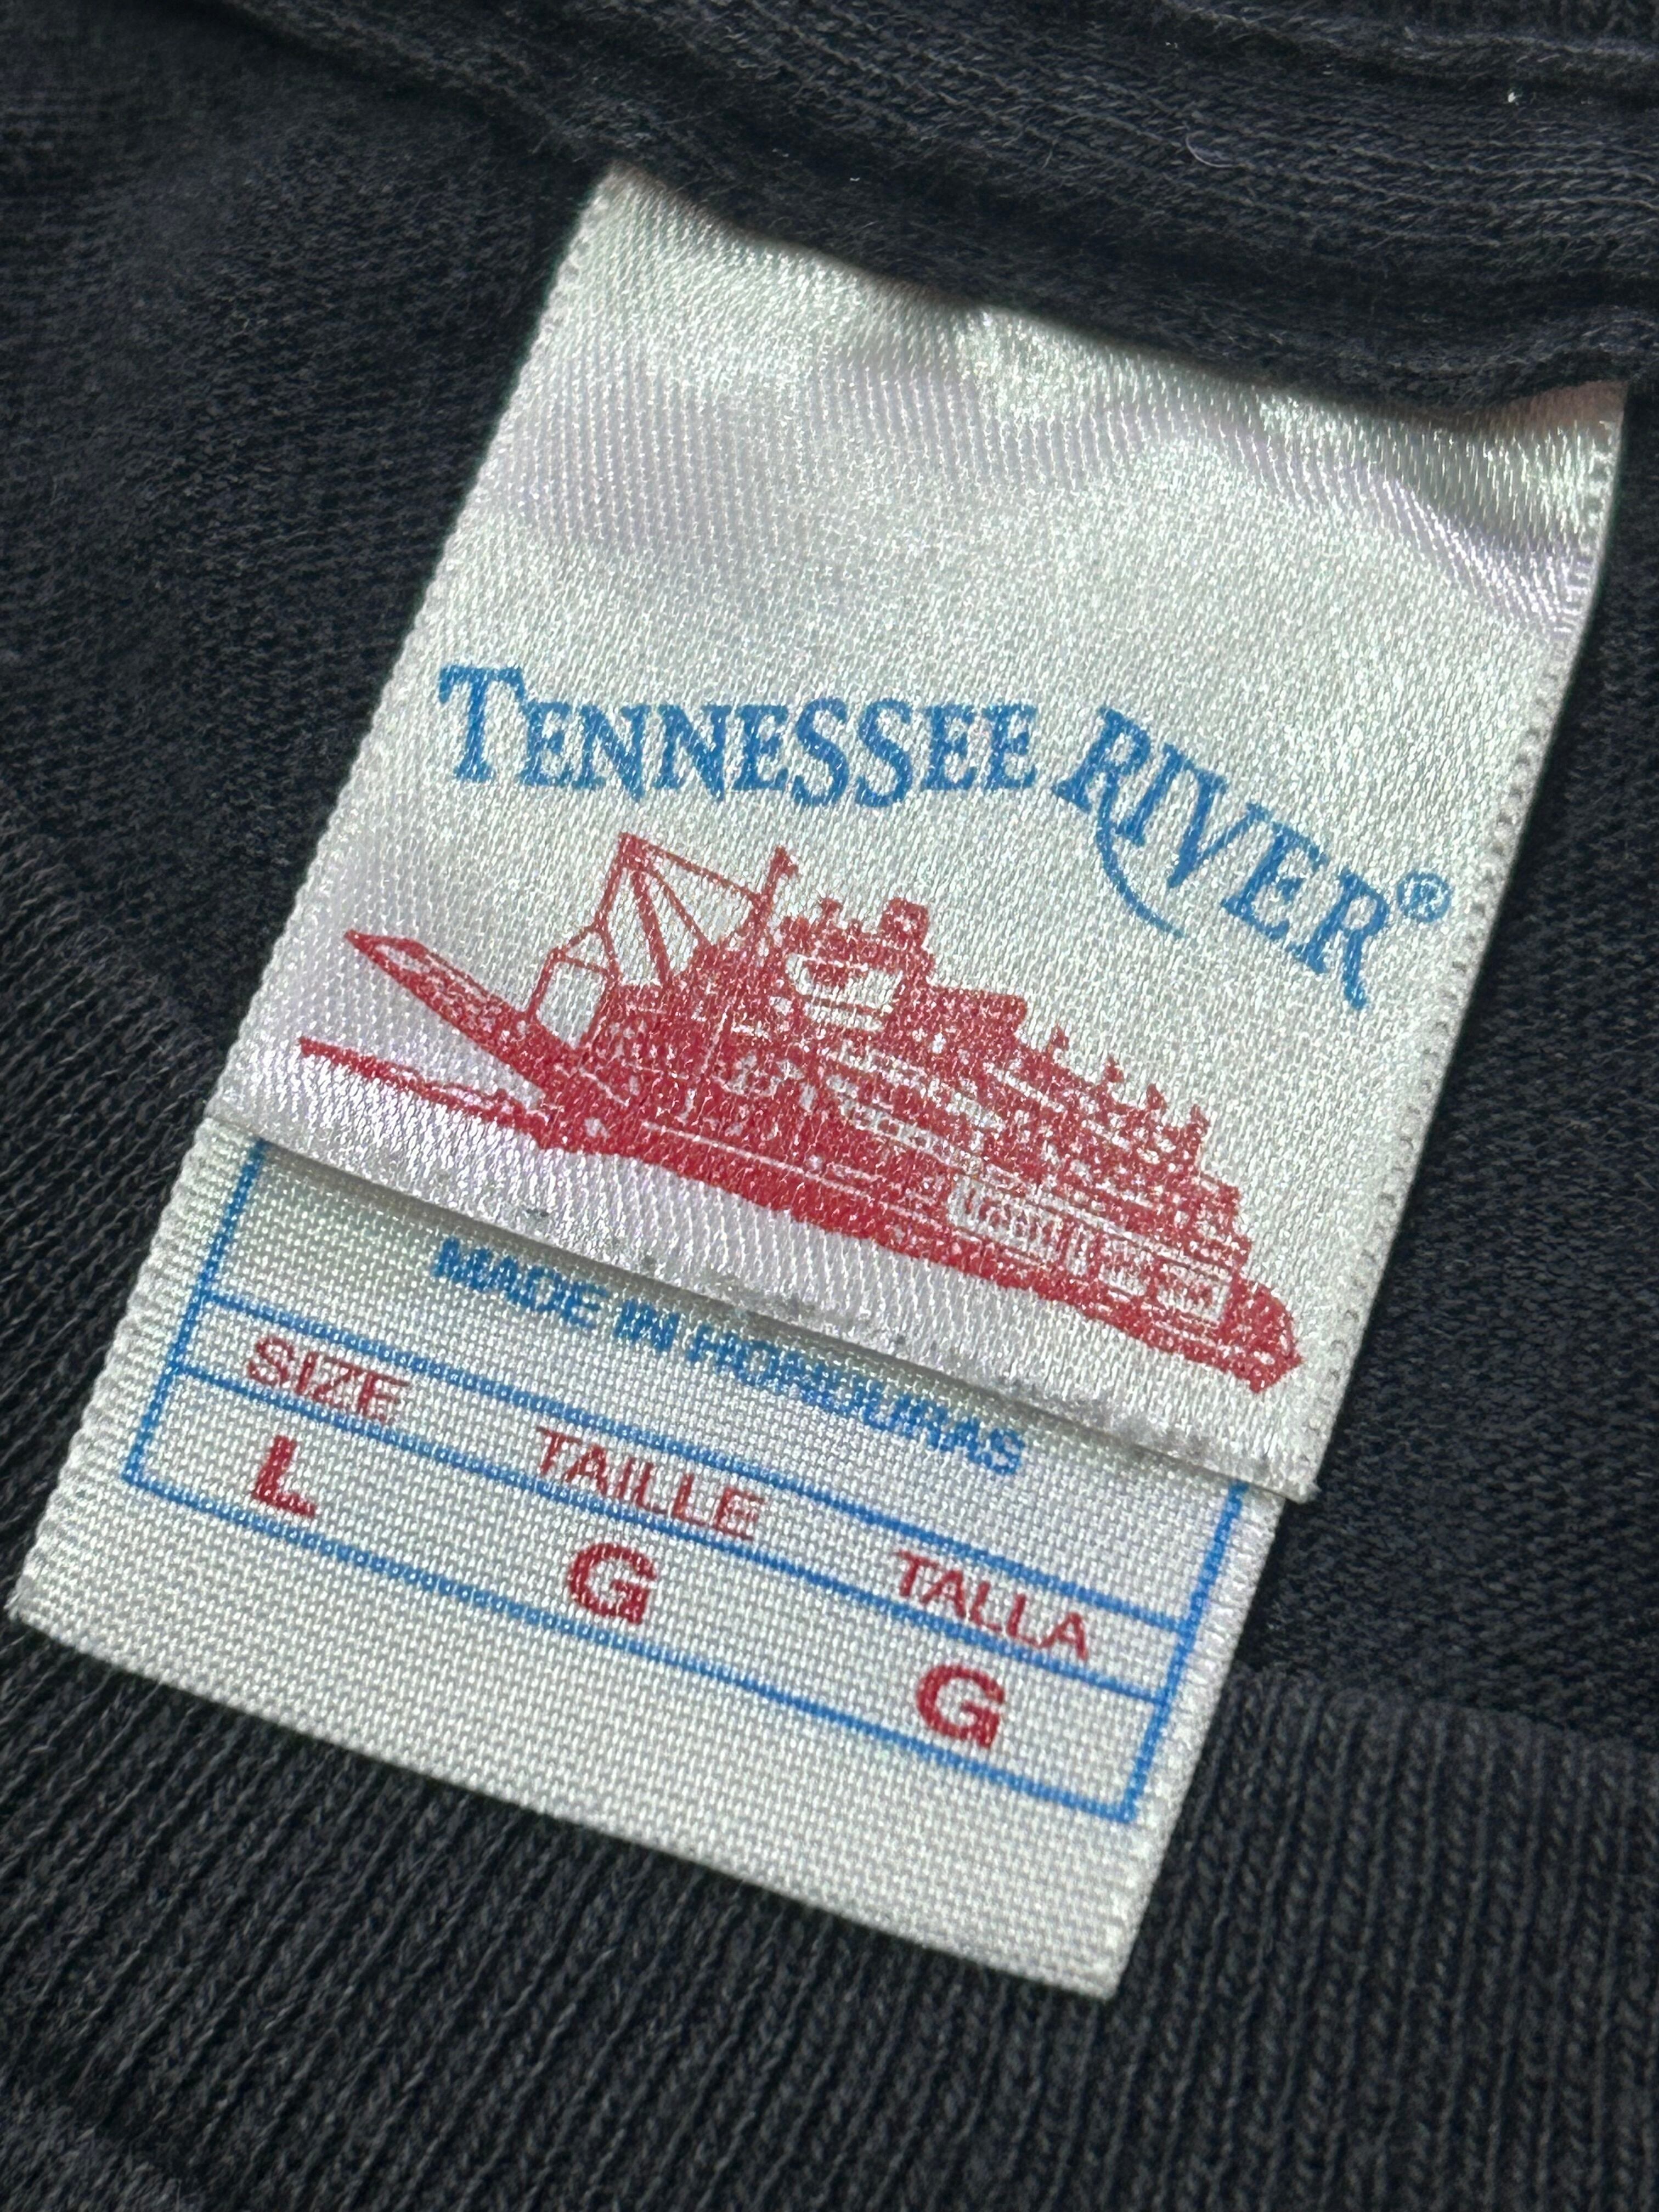 TENNESSEE RIVER®
MADE IN HONDURAS
SIZE TAILLE TALLA
L G G